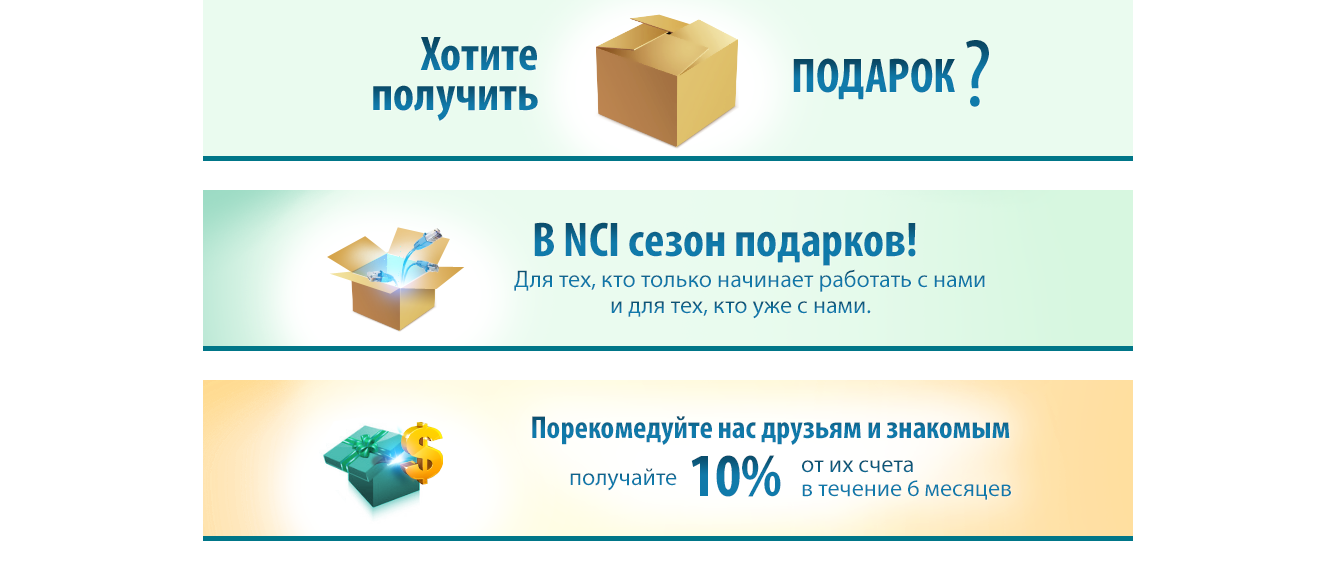 Хотите
получить
ПОДАРОК ?
В NCI сезон подарков!
Для тех, кто только начинает работать с нами
и для тех, кто уже с нами.
Порекомедуйте нас друзьям и знакомым
получайте 10% от их счета
в течение 6 месяцев